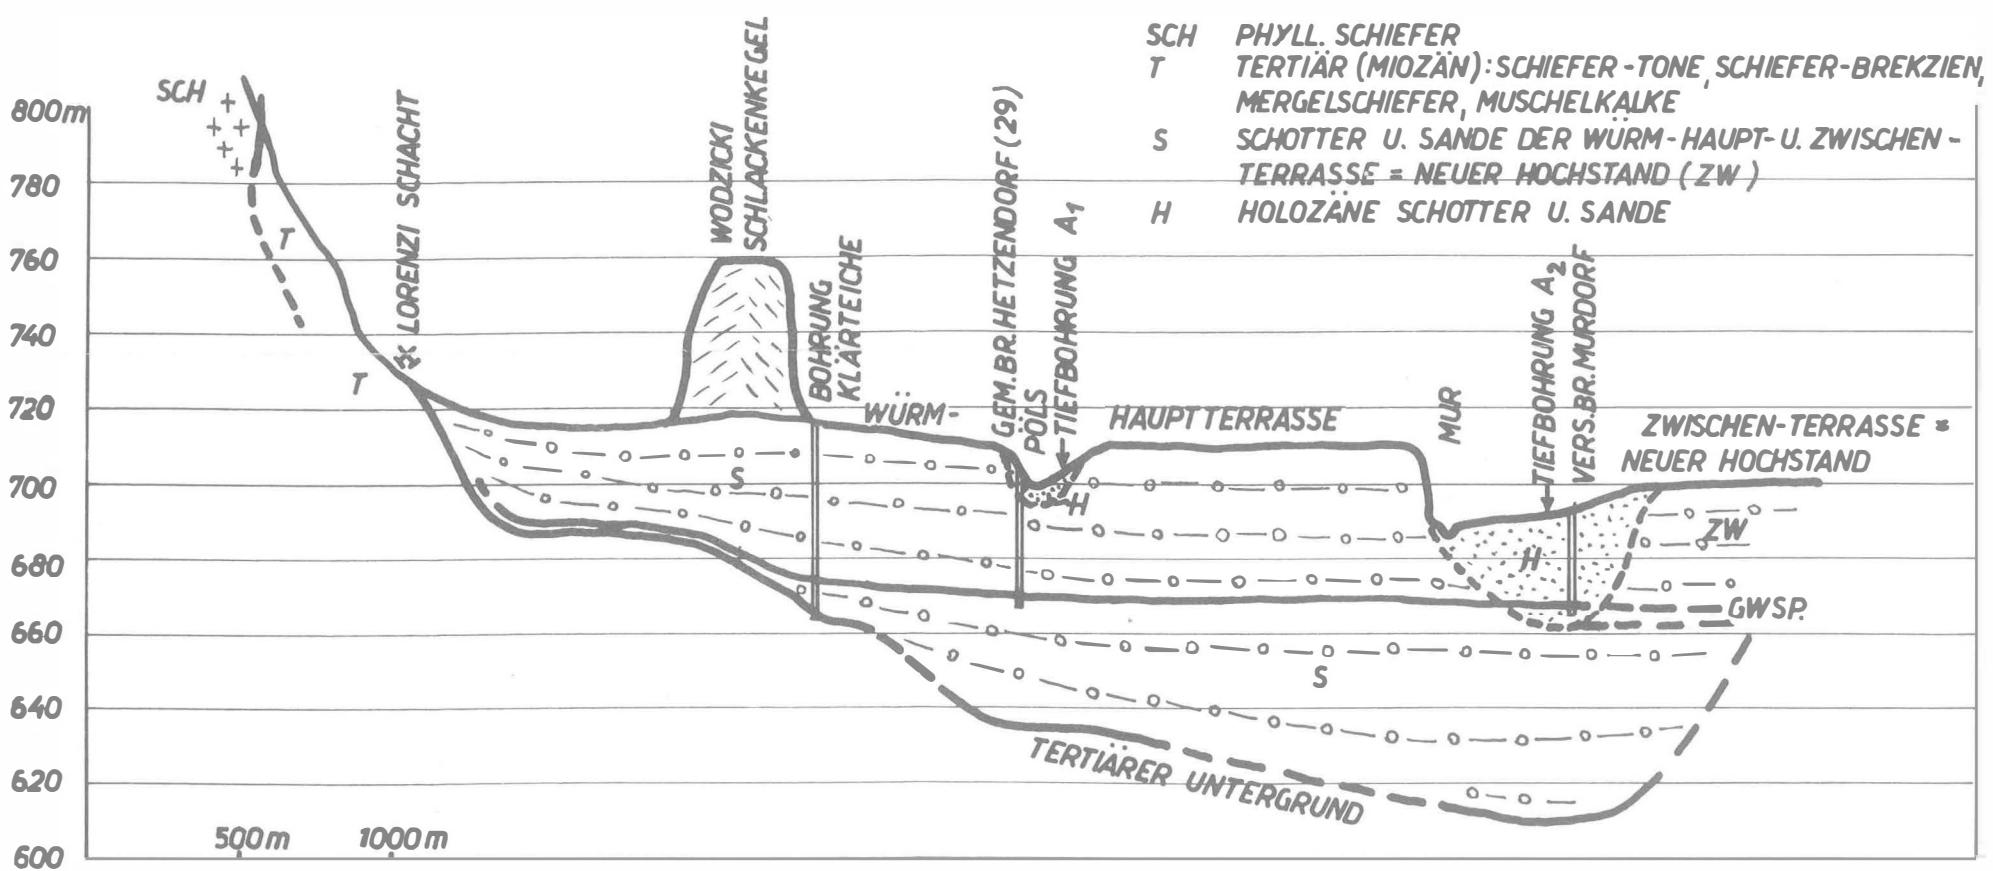 SCH PHYLL. SCHIEFER
T TERTIÄR (MIOZÄN): SCHIEFER-TONE, SCHIEFER-BREKZIEN,
MERGELSCHIEFER, MUSCHELKALKE
S SCHOTTER U. SANDE DER WÜRM-HAUPT-U. ZWISCHEN-
TERRASSE = NEUER HOCHSTAND (ZW)
H HOLOZÄNE SCHOTTER U. SANDE
800m
780
760
740
720
700
680
660
640
620
600
500m
1000m
SCH
T
T
LORENZI SCHACHT
WODZICKI
SCHLACKENKEGEL
BOHRUNG
KLÄRTEICHE
WÜRM-
GEM.BR.HETZENDORF (29)
PÖLS
TIEFBOHRUNG A1
HAUPTTERRASSE
MUR
TIEFBOHRUNG A2
VERS.BR.MURDORF
ZWISCHEN-TERRASSE =
NEUER HOCHSTAND
S
H
H
ZW
GWSP.
S
TERTIÄRER UNTERGRUND